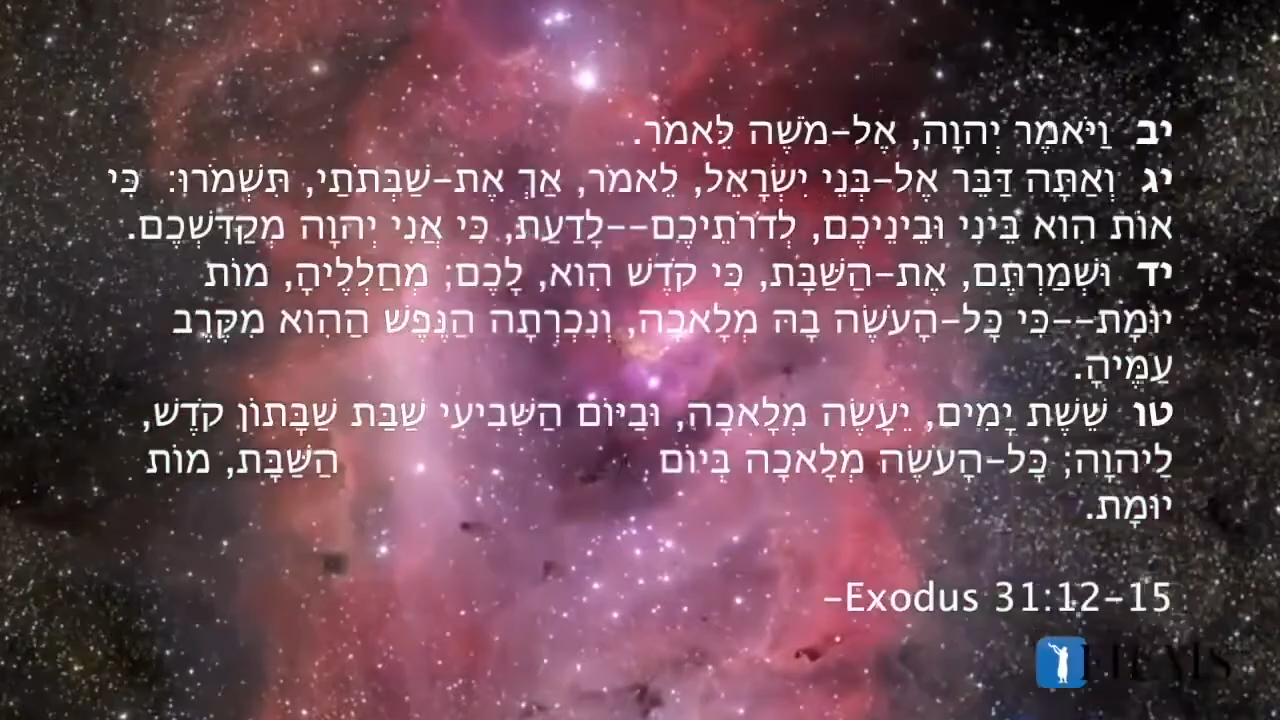 יב וַיֹּאמֶר יְהוָה, אֶל-מֹשֶׁה לֵּאמֹר.
יג וְאַתָּה דַּבֵּר אֶל-בְּנֵי יִשְׂרָאֵל, לֵאמֹר, אַךְ אֶת-שַׁבְּתֹתַי, תִּשְׁמֹרוּ: כִּי
אוֹת הִוא בֵּינִי וּבֵינֵיכֶם, לְדֹרֹתֵיכֶם--לָדַעַת, כִּי אֲנִי יְהוָה מְקַדִּשְׁכֶם.
יד וּשְׁמַרְתֶּם, אֶת-הַשַּׁבָּת, כִּי קֹדֶשׁ הִוא, לָכֶם; מְחַלְלֶיהָ, מוֹת
יוּמָת--כִּי כָּל-הָעֹשֶׂה בָהּ מְלָאכָה, וְנִכְרְתָה הַנֶּפֶשׁ הַהִוא מִקֶּרֶב
עַמֶּיהָ.
טו שֵׁשֶׁת יָמִים, יֵעָשֶׂה מְלָאכָה, וּבַיּוֹם הַשְּׁבִיעִי שַׁבַּת שַׁבָּתוֹן קֹדֶשׁ,
לַיהוָה; כָּל-הָעֹשֶׂה מְלָאכָה בְּיוֹם הַשַּׁבָּת, מוֹת
יוּמָת.
-Exodus 31:12-15